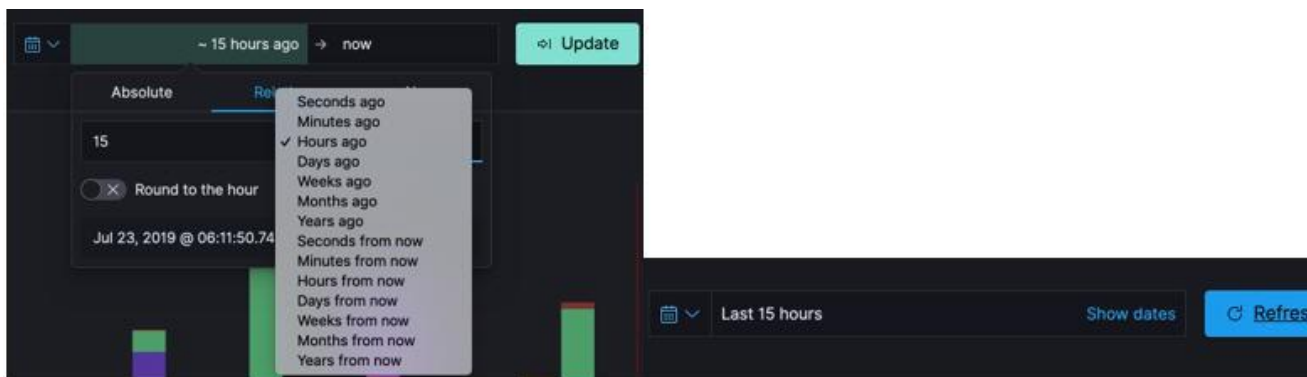 ~ 15 hours ago → now
Update
Absolute
15
Seconds ago
Minutes ago
✓ Hours ago
Days ago
Weeks ago
Months ago
Years ago
Seconds from now
Minutes from now
Hours from now
Days from now
Weeks from now
Months from now
Years from now
Round to the hour
Jul 23, 2019 @ 06:11:50.74
Last 15 hours
Show dates
Refres